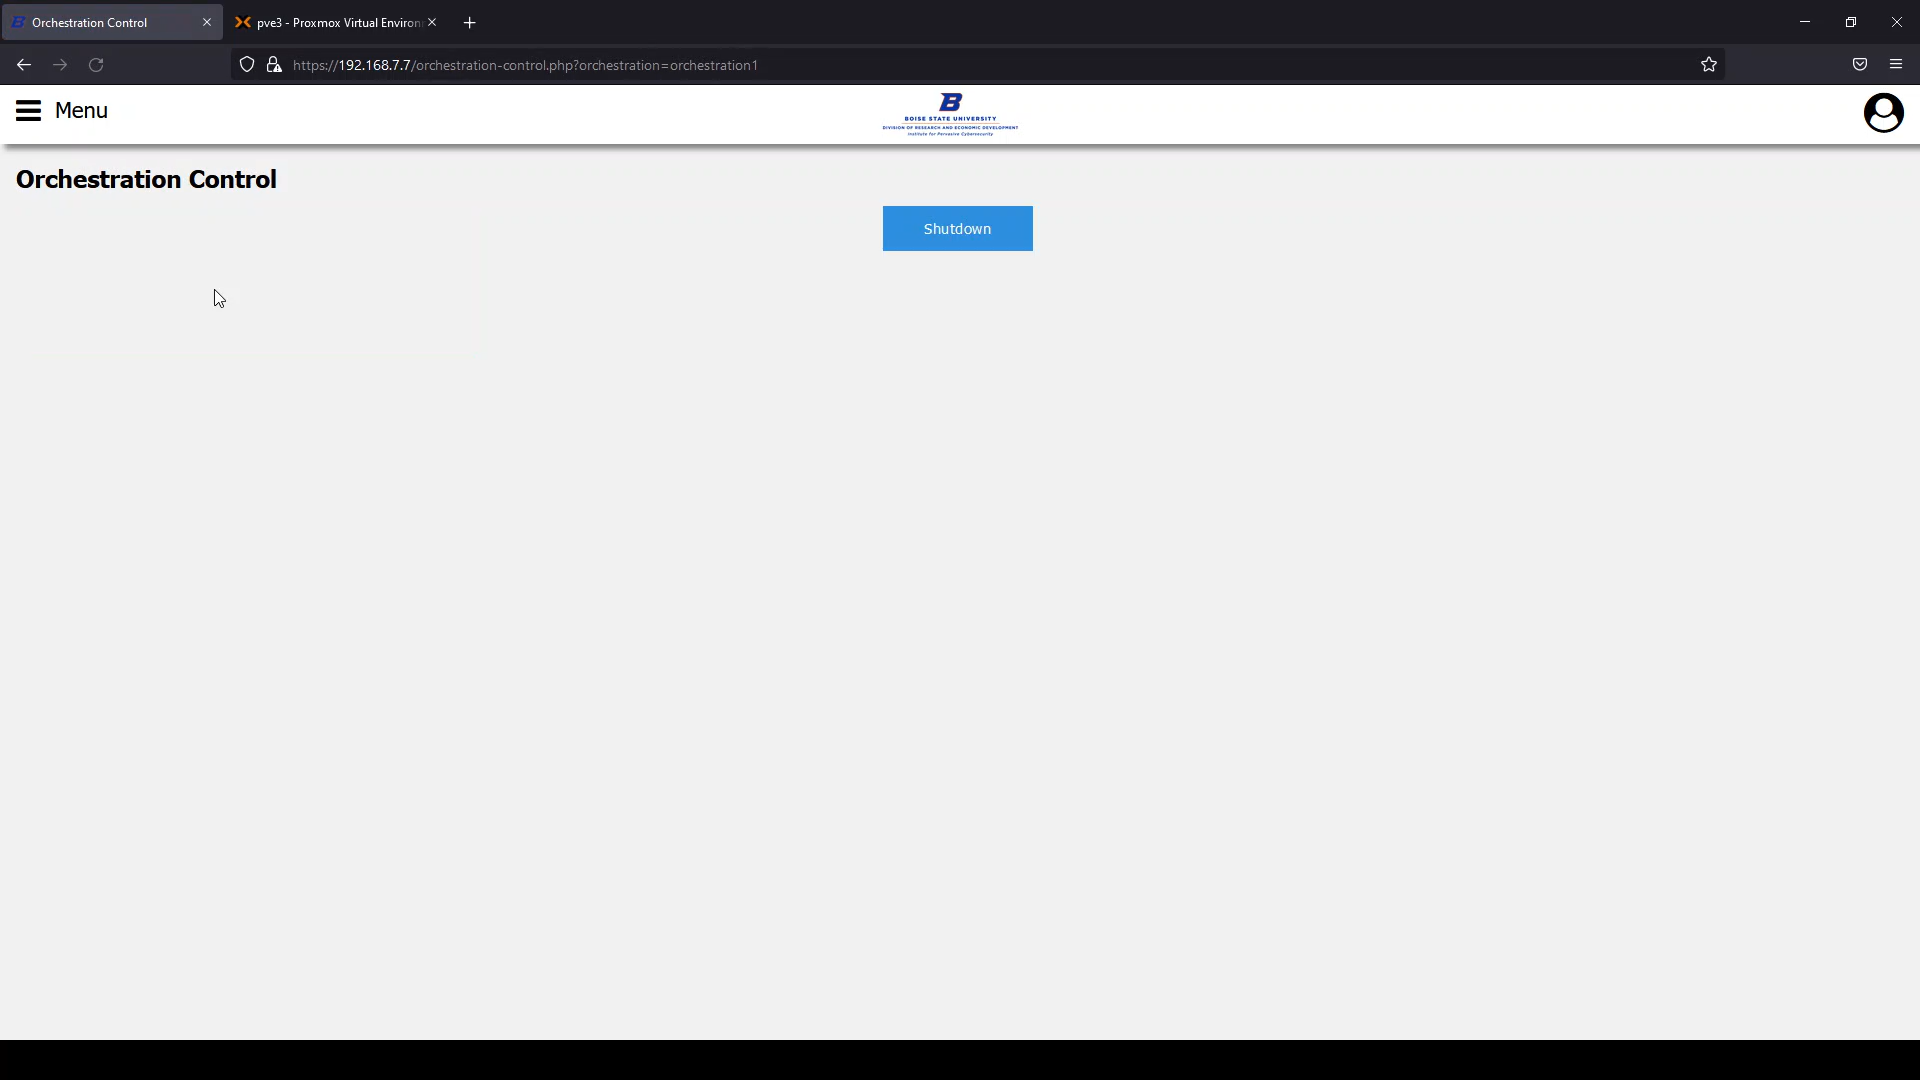 Orchestration Control
pve3 - Proxmox Virtual Environ
https://192.168.7.7/orchestration-control.php?orchestration=orchestration1
Menu
B
BOISE STATE UNIVERSITY
DIVISION OF RESEARCH AND ECONOMIC DEVELOPMENT
Institute for Pervasive Cybersecurity
Orchestration Control
Shutdown